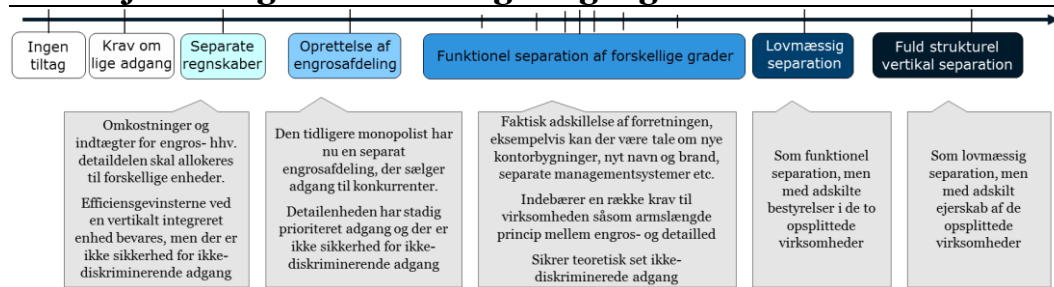 Ingen
tiltag
Krav om
lige adgang
Separate
regnskaber
Oprettelse af
engrosafdeling
Funktionel separation af forskellige grader
Lovmæssig
separation
Fuld strukturel
vertikal separation
Omkostninger og
indtægter for engros- hhv.
detaildelen skal allokeres
til forskellige enheder.
Efficiensgevinsterne ved
en vertikalt integreret
enhed bevares, men der er
ikke sikkerhed for ikke-
diskriminerende adgang
Den tidligere monopolist har
nu en separat
engrosafdeling, der sælger
adgang til konkurrenter.
Detailenheden har stadig
prioriteret adgang og der er
ikke sikkerhed for ikke-
diskriminerende adgang
Faktisk adskillelse af forretningen,
eksempelvis kan der være tale om nye
kontorbygninger, nyt navn og brand,
separate managementsystemer etc.
Indebærer en række krav til
virksomheden såsom armslængde
princip mellem engros- og detailled
Sikrer teoretisk set ikke-
diskriminerede adgang
Som funktionel
separation, men
med adskilte
bestyrelser i de to
opsplittede
virksomheder
Som lovmæssig
separation, men
med adskilt
ejerskab af de
opsplittede
virksomheder